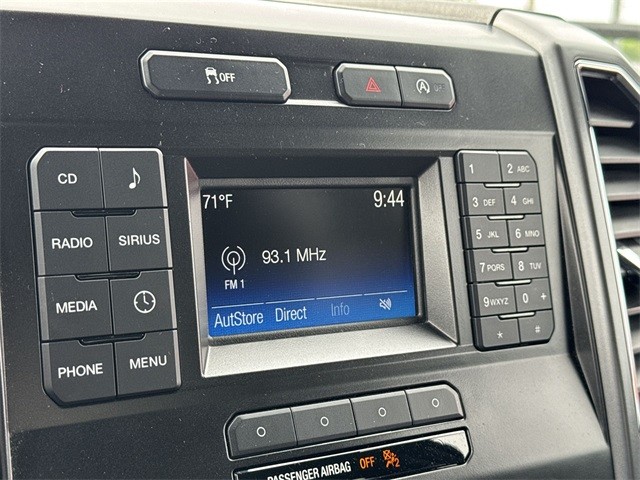 OFF
A OFF
CD
RADIO SIRIUS
MEDIA
PHONE MENU
71°F 9:44
93.1 MHz
FM 1
AutStore Direct Info
1 2 ABC
3 DEF 4 GHI
5 JKL 6 MNO
7 PQRS 8 TUV
9 WXYZ 0 +
* #
PASSENGER AIRBAG OFF 2